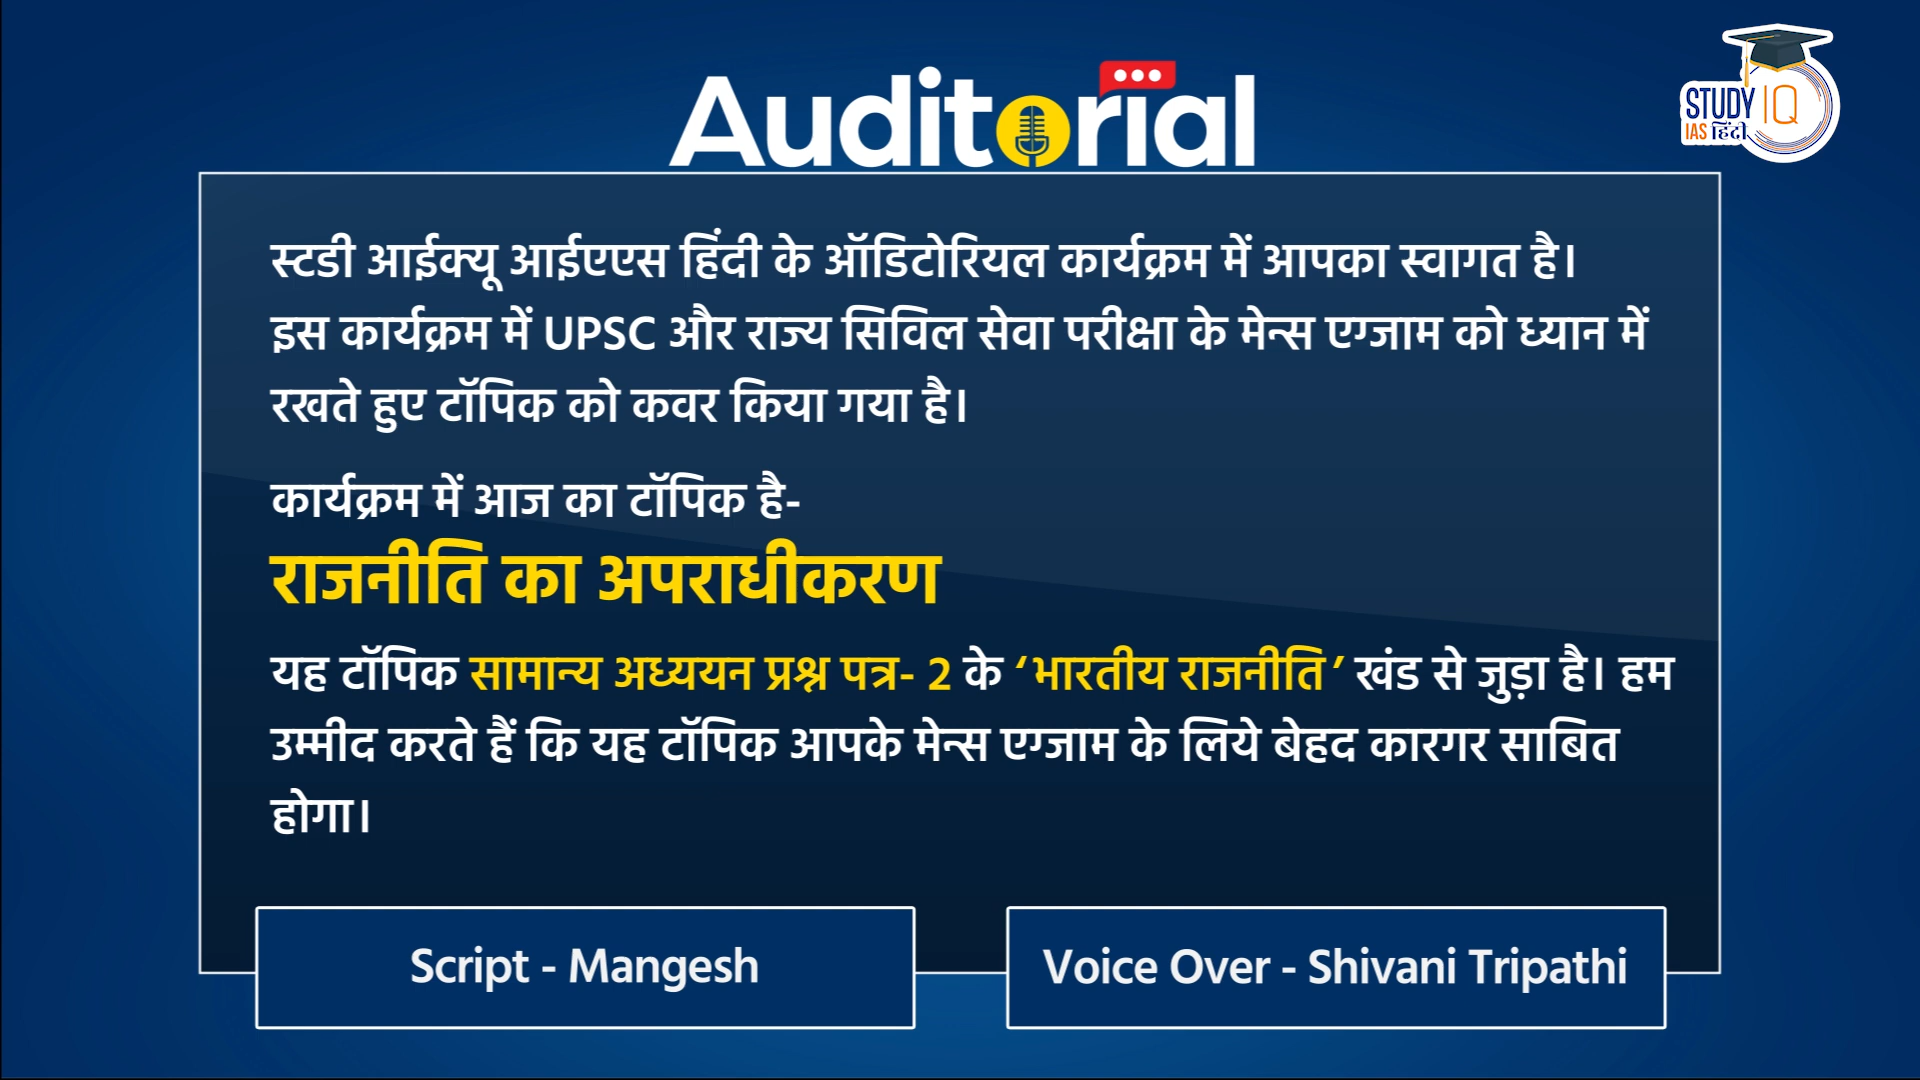 Auditorial
STUDY IQ
IAS हिंदी
स्टडी आईक्यू आईएएस हिंदी के ऑडिटोरियल कार्यक्रम में आपका स्वागत है।
इस कार्यक्रम में UPSC और राज्य सिविल सेवा परीक्षा के मेन्स एग्जाम को ध्यान में
रखते हुए टॉपिक को कवर किया गया है।
कार्यक्रम में आज का टॉपिक है-
राजनीति का अपराधीकरण
यह टॉपिक सामान्य अध्ययन प्रश्न पत्र- 2 के ‘भारतीय राजनीति’ खंड से जुड़ा है। हम
उम्मीद करते हैं कि यह टॉपिक आपके मेन्स एग्जाम के लिये बेहद कारगर साबित
होगा।
Script - Mangesh
Voice Over - Shivani Tripathi